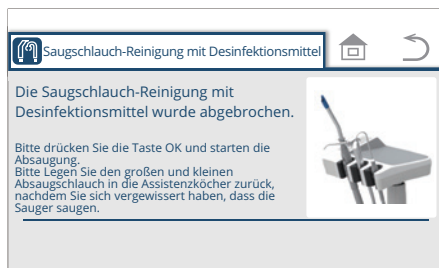 Saugschlauch-Reinigung mit Desinfektionsmittel
Die Saugschlauch-Reinigung mit
Desinfektionsmittel wurde abgebrochen.
Bitte drücken Sie die Taste OK und starten die
Absaugung.
Bitte Legen Sie den großen und kleinen
Absaugschlauch in die Assistenzköcher zurück,
nachdem Sie sich vergewissert haben, dass die
Sauger saugen.